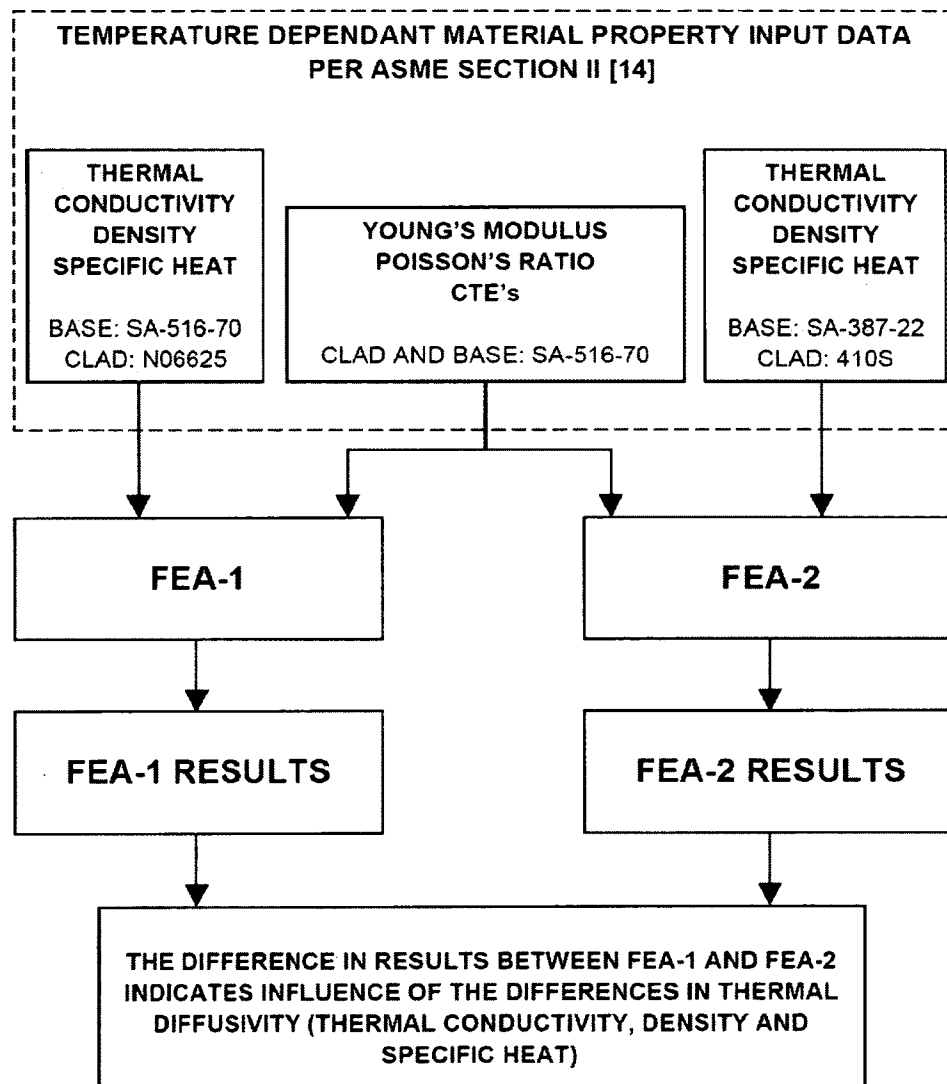 TEMPERATURE DEPENDANT MATERIAL PROPERTY INPUT DATA
PER ASME SECTION II [14]
THERMAL
CONDUCTIVITY
DENSITY
SPECIFIC HEAT
BASE: SA-516-70
CLAD: N06625
YOUNG'S MODULUS
POISSON'S RATIO
CTE's
CLAD AND BASE: SA-516-70
THERMAL
CONDUCTIVITY
DENSITY
SPECIFIC HEAT
BASE: SA-387-22
CLAD: 410S
FEA-1
FEA-2
FEA-1 RESULTS
FEA-2 RESULTS
THE DIFFERENCE IN RESULTS BETWEEN FEA-1 AND FEA-2
INDICATES INFLUENCE OF THE DIFFERENCES IN THERMAL
DIFFUSIVITY (THERMAL CONDUCTIVITY, DENSITY AND
SPECIFIC HEAT)